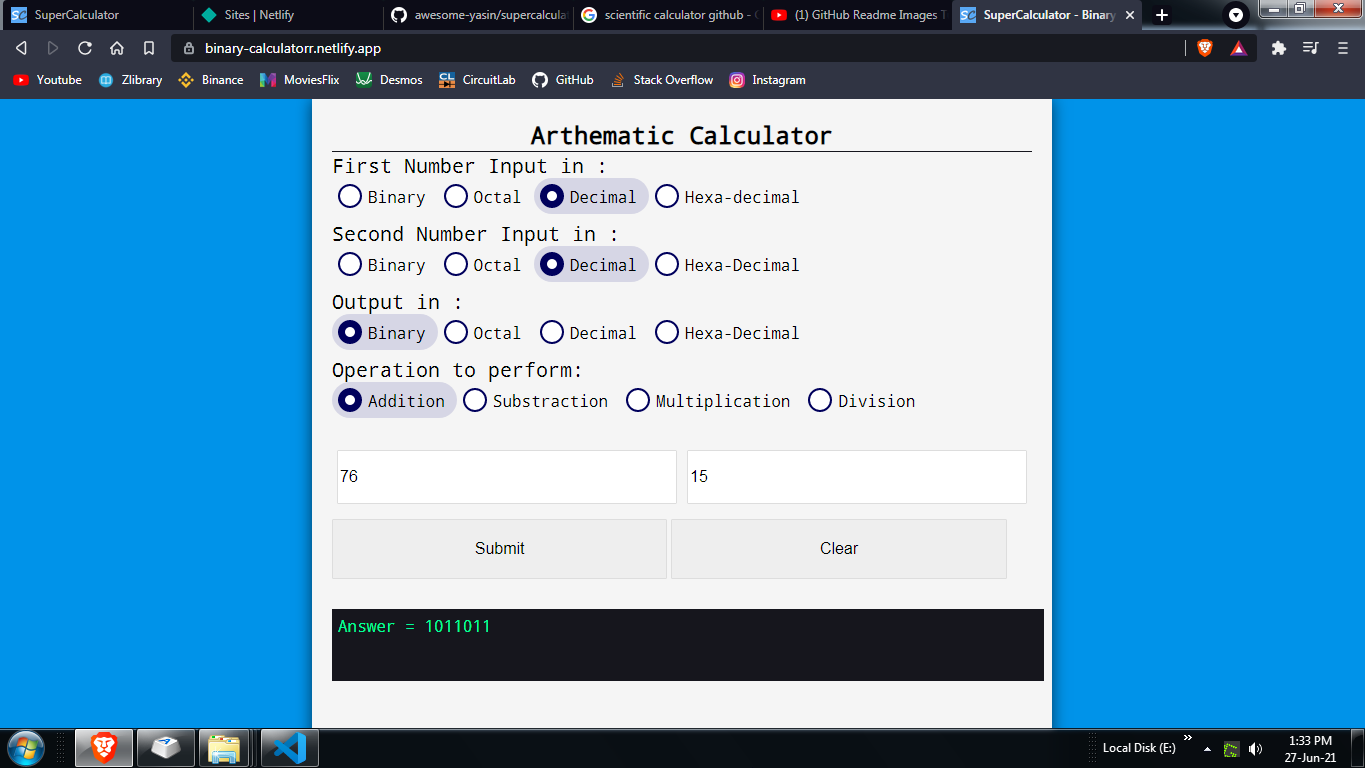 SuperCalculator Sites | Netlify awesome-yasin/supercalcula scientific calculator github - (1) GitHub Readme Images T SuperCalculator - Binary
binary-calculatorr.netlify.app
Youtube Zlibrary Binance MoviesFlix Desmos CircuitLab GitHub Stack Overflow Instagram
Arthematic Calculator
First Number Input in :
Binary Octal Decimal Hexa-decimal
Second Number Input in :
Binary Octal Decimal Hexa-Decimal
Output in :
Binary Octal Decimal Hexa-Decimal
Operation to perform:
Addition Substraction Multiplication Division
76 15
Submit Clear
Answer = 1011011
Local Disk (E:) 1:33 PM
27-Jun-21